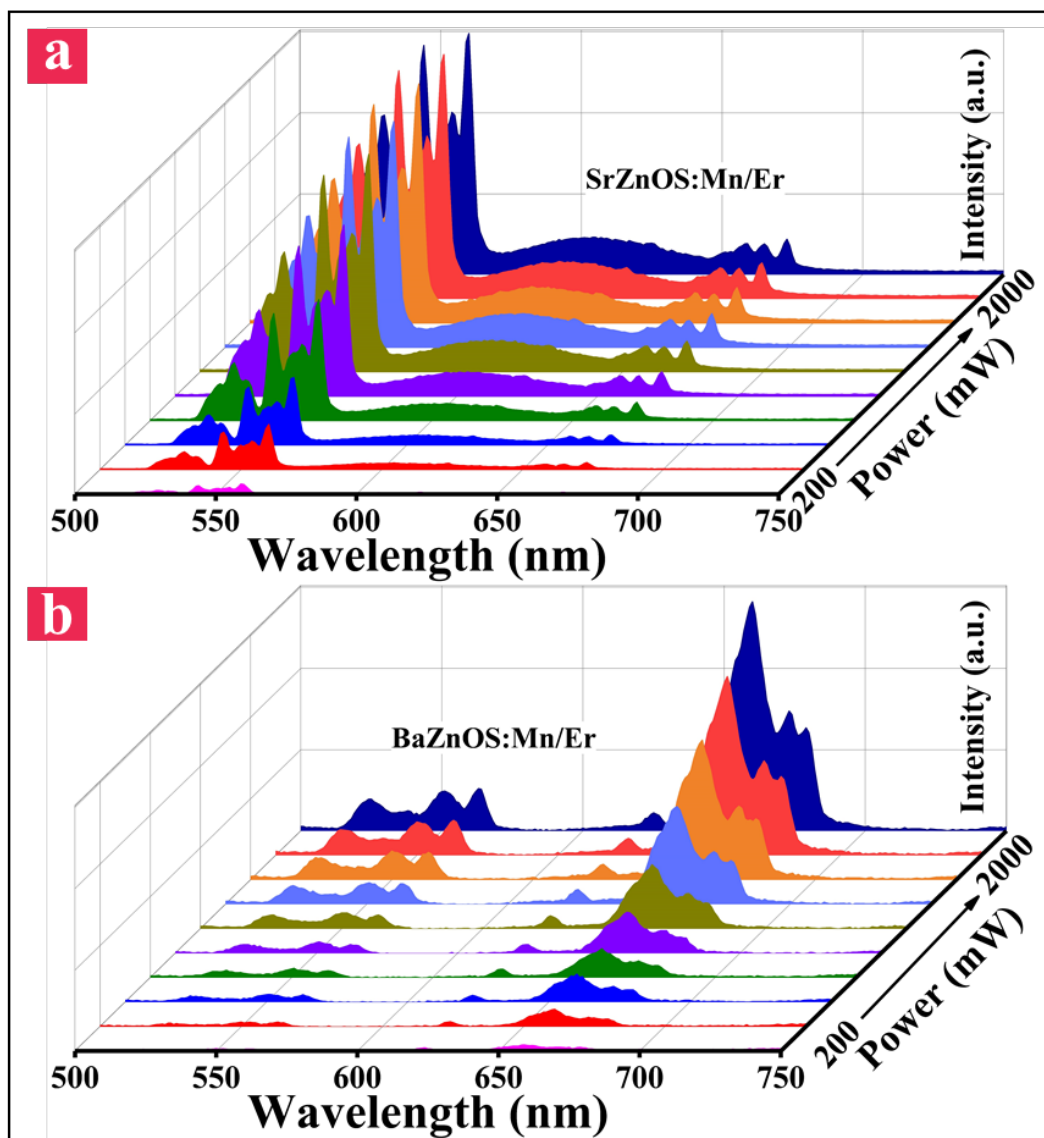 a
Intensity (a.u.)
SrZnOS:Mn/Er
2000
Power (mW)
200
500 550 600 650 700 750
Wavelength (nm)
b
Intensity (a.u.)
BaZnOS:Mn/Er
2000
Power (mW)
200
500 550 600 650 700 750
Wavelength (nm)